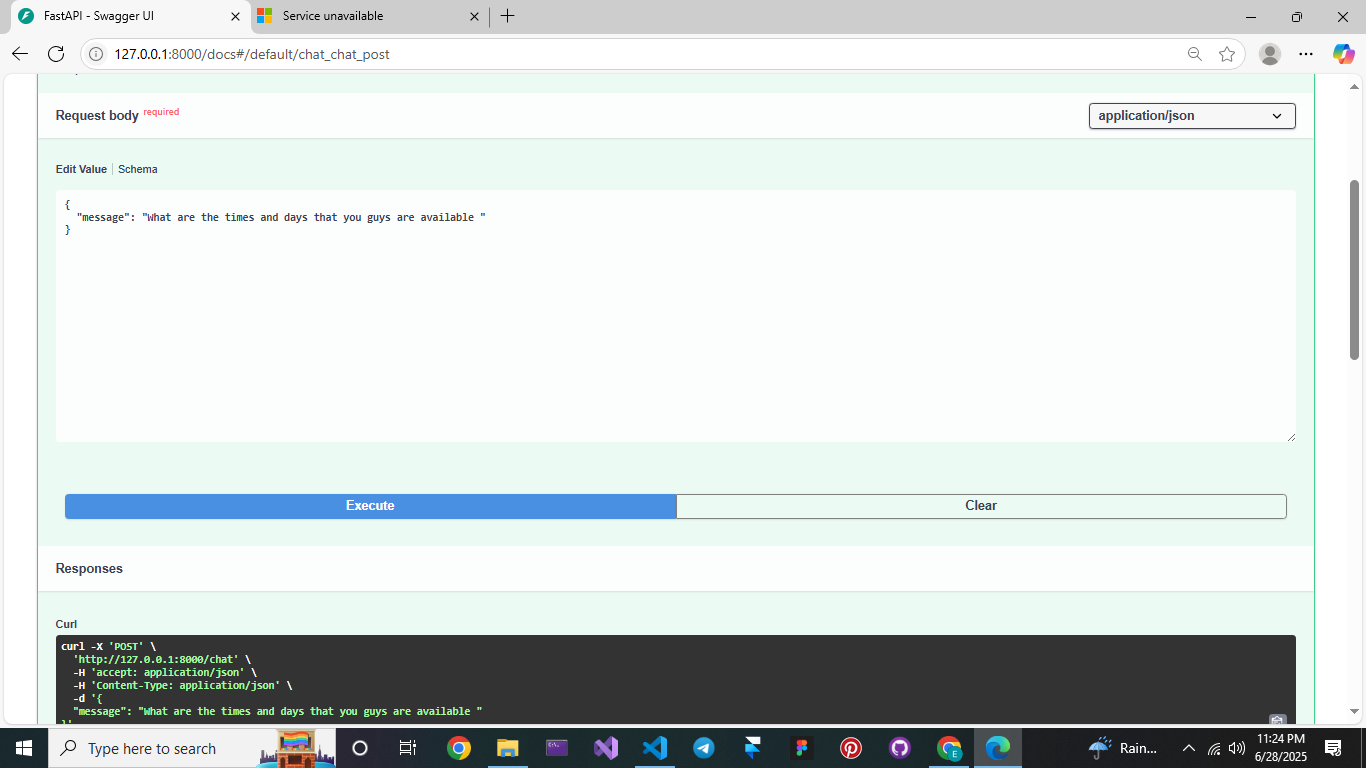 FastAPI - Swagger UI
Service unavailable
127.0.0.1:8000/docs#/default/chat_chat_post
Request body required
application/json
Edit Value
Schema
{
"message": "What are the times and days that you guys are available "
}
Execute
Clear
Responses
Curl
curl -X 'POST' \
'http://127.0.0.1:8000/chat' \
-H 'accept: application/json' \
-H 'Content-Type: application/json' \
-d '{
"message": "What are the times and days that you guys are available "
Type here to search
Rain...
11:24 PM
6/28/2025